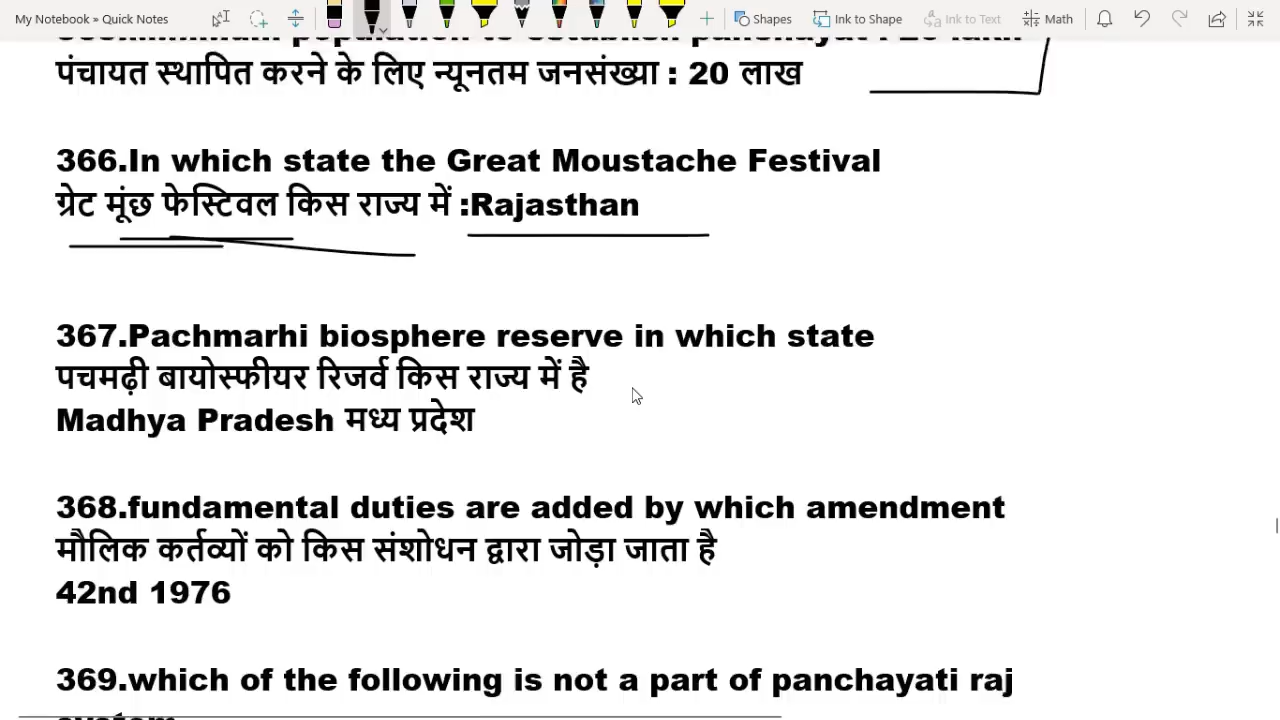 My Notebook » Quick Notes
Shapes
Ink to Shape
Ink to Text
Math
पंचायत स्थापित करने के लिए न्यूनतम जनसंख्या : 20 लाख
366.In which state the Great Moustache Festival
ग्रेट मूंछ फेस्टिवल किस राज्य में :Rajasthan
367.Pachmarhi biosphere reserve in which state
पचमढ़ी बायोस्फीयर रिजर्व किस राज्य में है
Madhya Pradesh मध्य प्रदेश
368.fundamental duties are added by which amendment
मौलिक कर्तव्यों को किस संशोधन द्वारा जोड़ा जाता है
42nd 1976
369.which of the following is not a part of panchayati raj
system